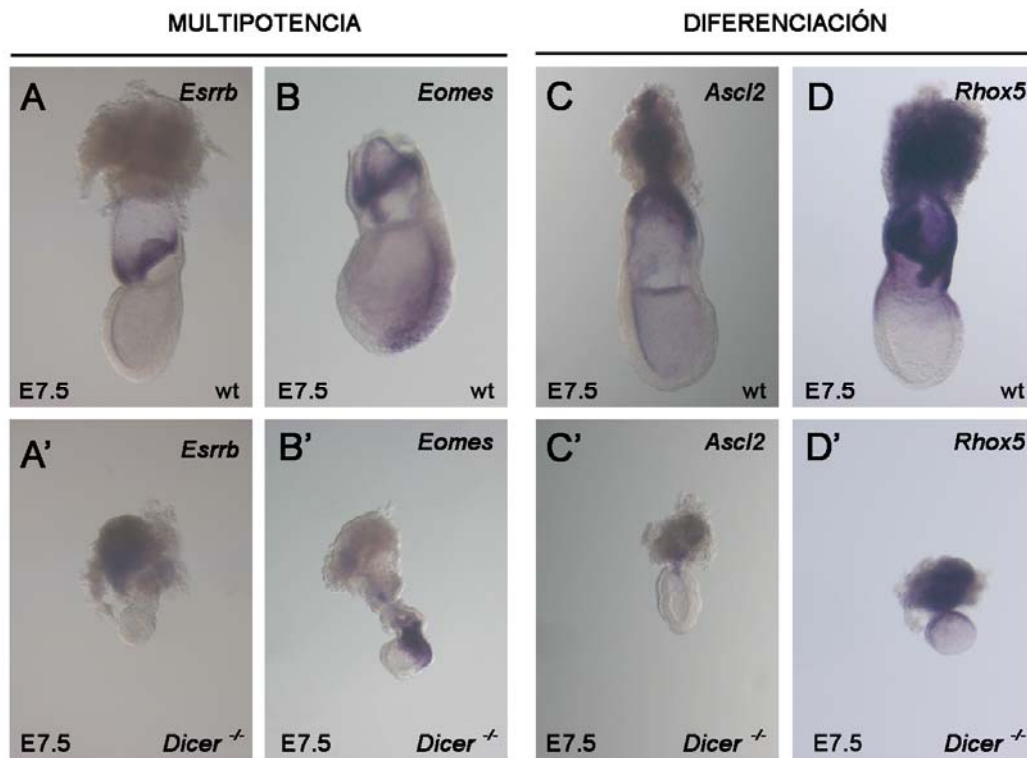 MULTIPOTENCIA
DIFERENCIACIÓN
A Esrrb
E7.5 wt
B Eomes
E7.5 wt
C Ascl2
E7.5 wt
D Rhox5
E7.5 wt
A' Esrrb
E7.5 Dicer -/-
B' Eomes
E7.5 Dicer -/-
C' Ascl2
E7.5 Dicer -/-
D' Rhox5
E7.5 Dicer -/-